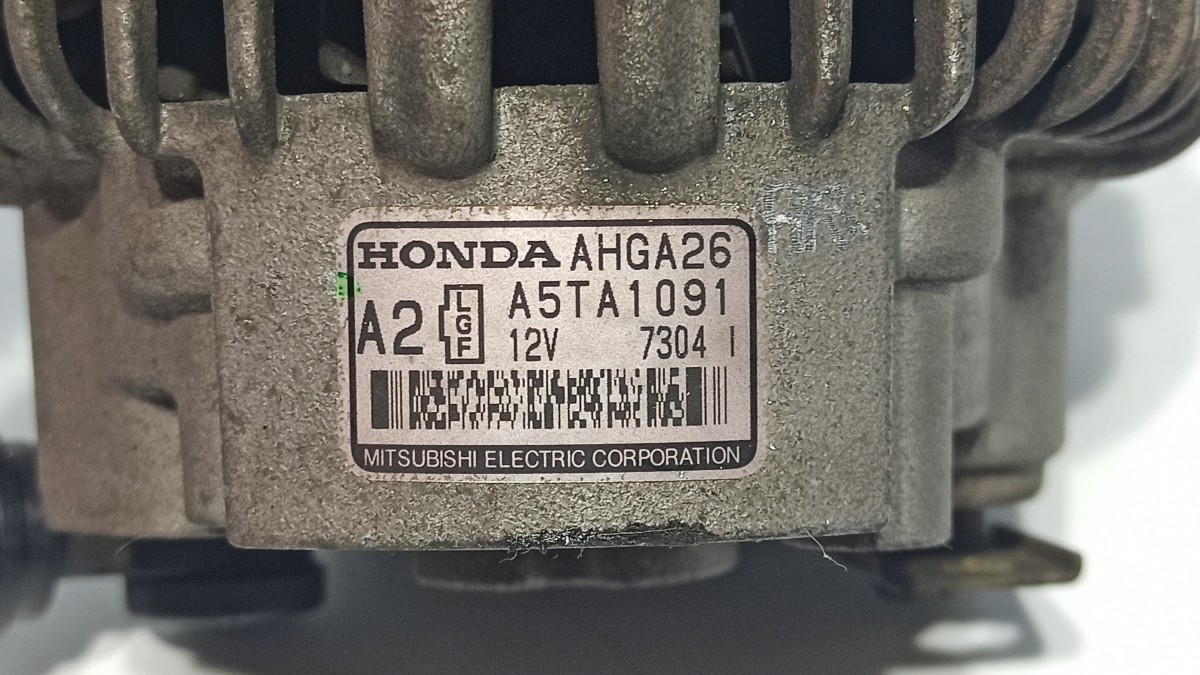 HONDA AHGA26
A2 LGF A5TA1091
12V 7304 I
MITSUBISHI ELECTRIC CORPORATION